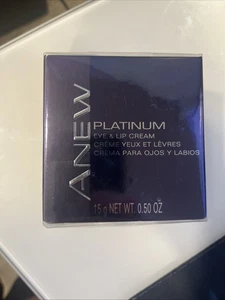 ANEW
PLATINUM
EYE & LIP CREAM
CRÈME YEUX ET LÈVRES
CREMA PARA OJOS Y LABIOS
15 g NET WT. 0.50 OZ